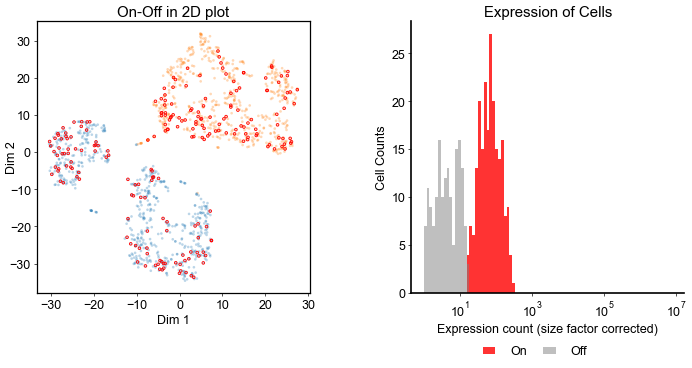 On-Off in 2D plot
Dim 2
35
30
20
10
0
−10
−20
−30
−30 −20 −10 0 10 20 30
Dim 1
Expression of Cells
Cell Counts
25
20
15
10
5
0
10^1 10^3 10^5 10^7
Expression count (size factor corrected)
On Off